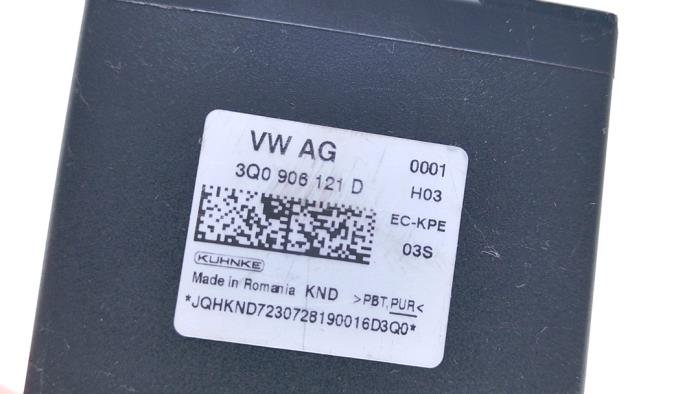 VW AG
3Q0 906 121 D
0001
H03
EC-KPE
03S
KUHNKE
Made in Romania KND >PBT,PUR<
*JQHKND7230728190016D3Q0*